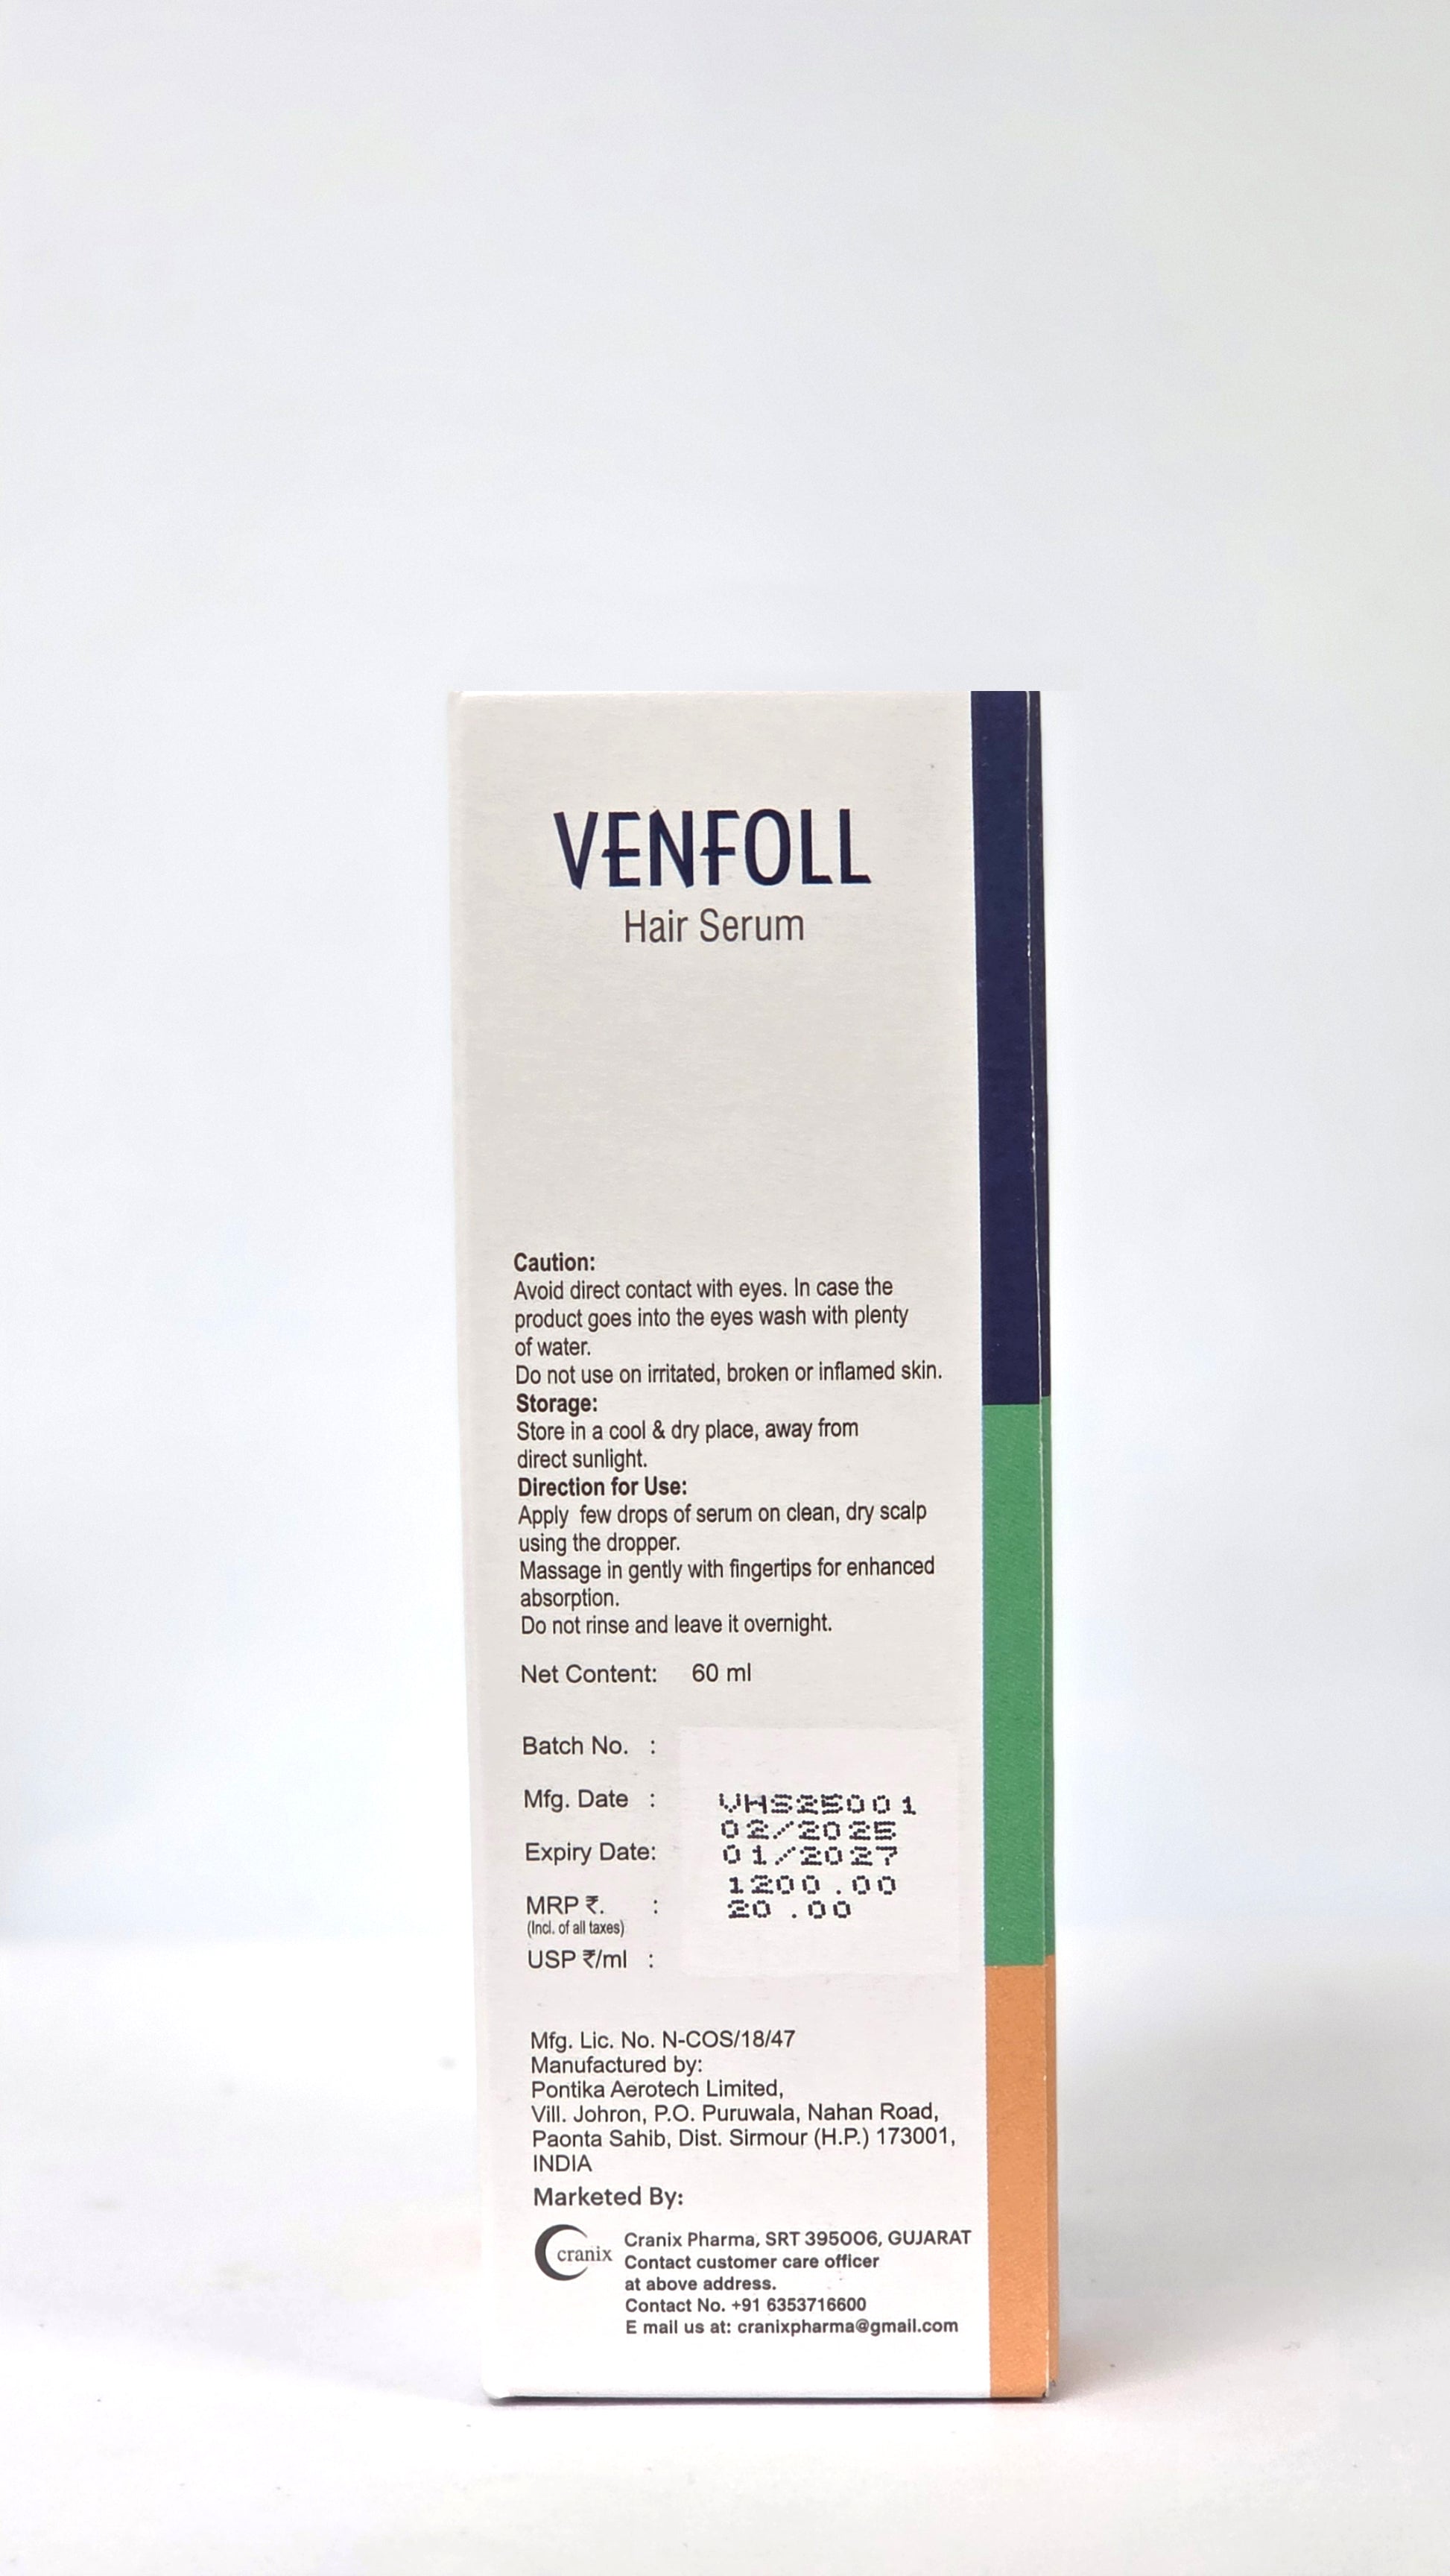 VENFOLL
Hair Serum
Caution:
Avoid direct contact with eyes. In case the
product goes into the eyes wash with plenty
of water.
Do not use on irritated, broken or inflamed skin.
Storage:
Store in a cool & dry place, away from
direct sunlight.
Direction for Use:
Apply few drops of serum on clean, dry scalp
using the dropper.
Massage in gently with fingertips for enhanced
absorption.
Do not rinse and leave it overnight.
Net Content: 60 ml
Batch No. :
Mfg. Date :
Expiry Date:
MRP ₹. :
(Incl. of all taxes)
USP ₹/ml :
VHS25001
02/2025
01/2027
1200.00
20.00
Mfg. Lic. No. N-COS/18/47
Manufactured by:
Pontika Aerotech Limited,
Vill. Johron, P.O. Puruwala, Nahan Road,
Paonta Sahib, Dist. Sirmour (H.P.) 173001,
INDIA
Marketed By:
cranix
Cranix Pharma, SRT 395006, GUJARAT
Contact customer care officer
at above address.
Contact No. +91 6353716600
E mail us at: cranixpharma@gmail.com